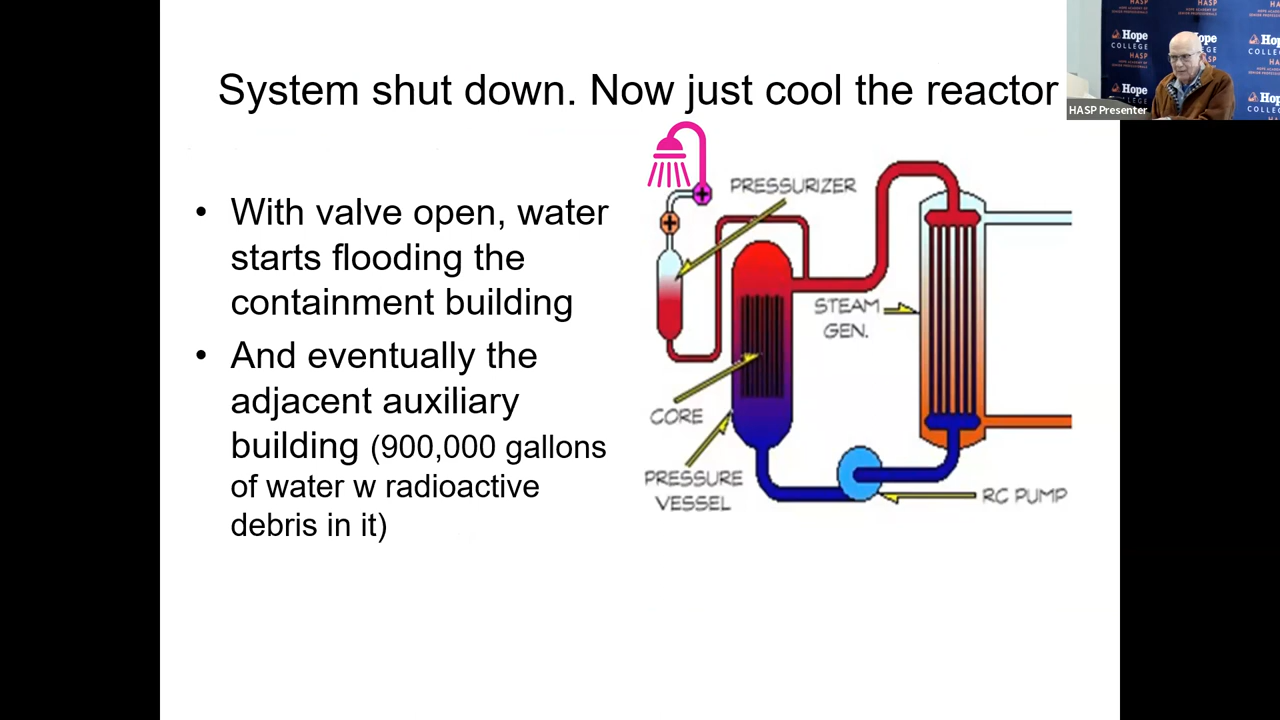 System shut down. Now just cool the reactor
• With valve open, water
starts flooding the
containment building
• And eventually the
adjacent auxiliary
building (900,000 gallons
of water w radioactive
debris in it)
PRESSURIZER
STEAM
GEN.
CORE
PRESSURE
VESSEL
RC PUMP
HASP
Hope
COLLEGE
HASP Presenter